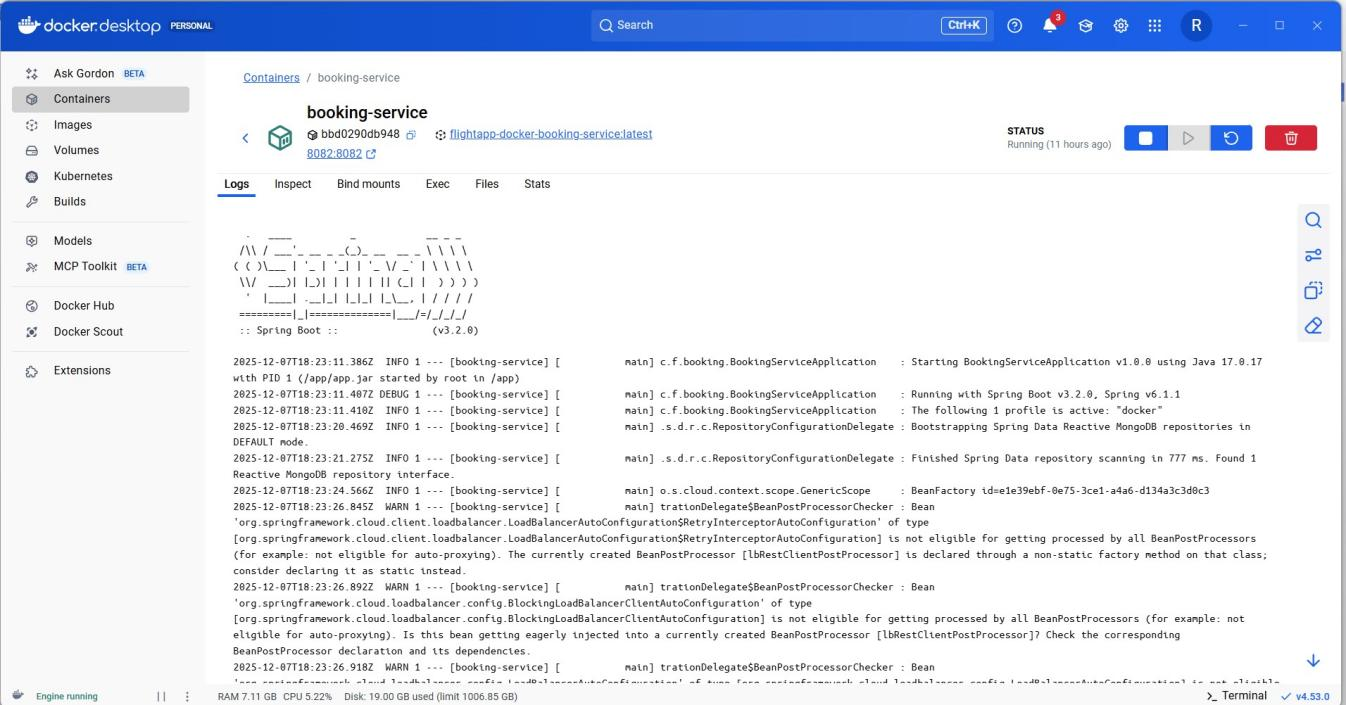 docker.desktop PERSONAL
Search
Ctrl+K
3
R
Ask Gordon BETA
Containers
Images
Volumes
Kubernetes
Builds
Models
MCP Toolkit BETA
Docker Hub
Docker Scout
Extensions
Containers / booking-service
booking-service
bbd0290db948
flightapp-docker-booking-service:latest
8082:8082
STATUS
Running (11 hours ago)
Logs Inspect Bind mounts Exec Files Stats
:: Spring Boot :: (v3.2.0)
2025-12-07T18:23:11.386Z INFO 1 --- [booking-service] [ main] c.f.booking.BookingServiceApplication : Starting BookingServiceApplication v1.0.0 using Java 17.0.17
with PID 1 (/app/app.jar started by root in /app)
2025-12-07T18:23:11.407Z DEBUG 1 --- [booking-service] [ main] c.f.booking.BookingServiceApplication : Running with Spring Boot v3.2.0, Spring v6.1.1
2025-12-07T18:23:11.410Z INFO 1 --- [booking-service] [ main] c.f.booking.BookingServiceApplication : The following 1 profile is active: "docker"
2025-12-07T18:23:20.469Z INFO 1 --- [booking-service] [ main] .s.d.r.c.RepositoryConfigurationDelegate : Bootstrapping Spring Data Reactive MongoDB repositories in
DEFAULT mode.
2025-12-07T18:23:21.275Z INFO 1 --- [booking-service] [ main] .s.d.r.c.RepositoryConfigurationDelegate : Finished Spring Data repository scanning in 777 ms. Found 1
Reactive MongoDB repository interface.
2025-12-07T18:23:24.566Z INFO 1 --- [booking-service] [ main] o.s.cloud.context.scope.GenericScope : BeanFactory id=e1e39ebf-0e75-3ce1-a4a6-d134a3c3d0c3
2025-12-07T18:23:26.845Z WARN 1 --- [booking-service] [ main] trationDelegate$BeanPostProcessorChecker : Bean
'org.springframework.cloud.client.loadbalancer.LoadBalancerAutoConfiguration$RetryInterceptorAutoConfiguration' of type
[org.springframework.cloud.client.loadbalancer.LoadBalancerAutoConfiguration$RetryInterceptorAutoConfiguration] is not eligible for getting processed by all BeanPostProcessors
(for example: not eligible for auto-proxying). The currently created BeanPostProcessor [lbRestClientPostProcessor] is declared through a non-static factory method on that class;
consider declaring it as static instead.
2025-12-07T18:23:26.892Z WARN 1 --- [booking-service] [ main] trationDelegate$BeanPostProcessorChecker : Bean
'org.springframework.cloud.loadbalancer.config.BlockingLoadBalancerClientAutoConfiguration' of type
[org.springframework.cloud.loadbalancer.config.BlockingLoadBalancerClientAutoConfiguration] is not eligible for getting processed by all BeanPostProcessors (for example: not
eligible for auto-proxying). Is this bean getting eagerly injected into a currently created BeanPostProcessor [lbRestClientPostProcessor]? Check the corresponding
BeanPostProcessor declaration and its dependencies.
2025-12-07T18:23:26.918Z WARN 1 --- [booking-service] [ main] trationDelegate$BeanPostProcessorChecker : Bean
Engine running
RAM 7.11 GB CPU 5.22% Disk: 19.00 GB used (limit 1006.85 GB)
Terminal
v4.53.0